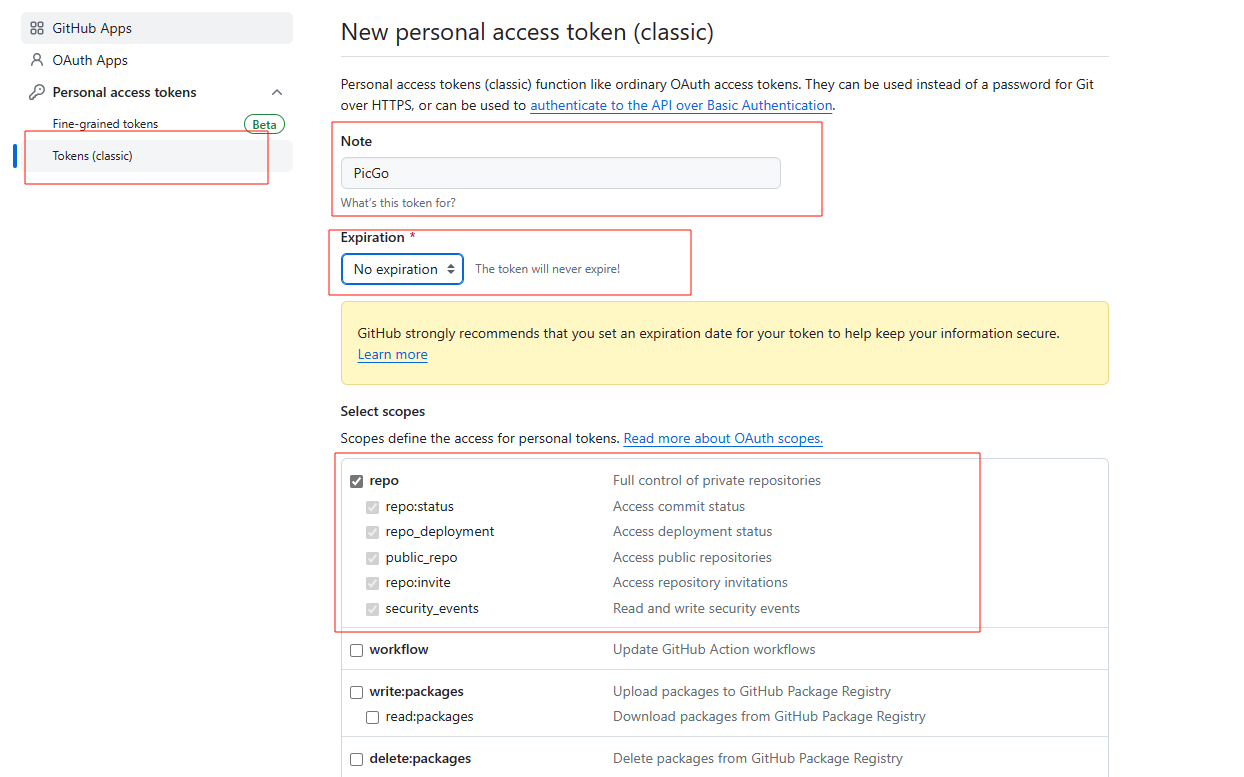 GitHub Apps
OAuth Apps
Personal access tokens
Fine-grained tokens Beta
Tokens (classic)
New personal access token (classic)
Personal access tokens (classic) function like ordinary OAuth access tokens. They can be used instead of a password for Git
over HTTPS, or can be used to authenticate to the API over Basic Authentication.
Note
PicGo
What's this token for?
Expiration *
No expiration The token will never expire!
GitHub strongly recommends that you set an expiration date for your token to help keep your information secure.
Learn more
Select scopes
Scopes define the access for personal tokens. Read more about OAuth scopes.
repo Full control of private repositories
repo:status Access commit status
repo_deployment Access deployment status
public_repo Access public repositories
repo:invite Access repository invitations
security_events Read and write security events
workflow Update GitHub Action workflows
write:packages Upload packages to GitHub Package Registry
read:packages Download packages from GitHub Package Registry
delete:packages Delete packages from GitHub Package Registry